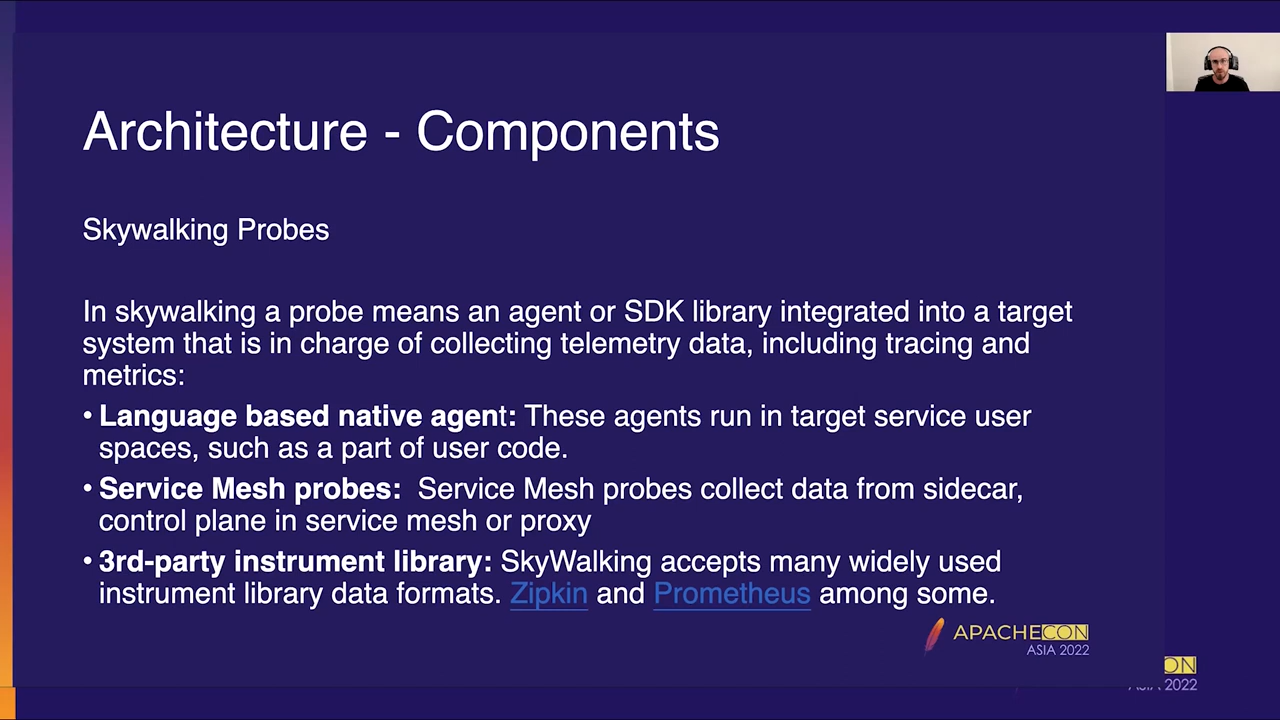 Architecture - Components
Skywalking Probes
In skywalking a probe means an agent or SDK library integrated into a target
system that is in charge of collecting telemetry data, including tracing and
metrics:
• Language based native agent: These agents run in target service user
spaces, such as a part of user code.
• Service Mesh probes: Service Mesh probes collect data from sidecar,
control plane in service mesh or proxy
• 3rd-party instrument library: SkyWalking accepts many widely used
instrument library data formats. Zipkin and Prometheus among some.
APACHECON
ASIA 2022
ON
ASIA 2022